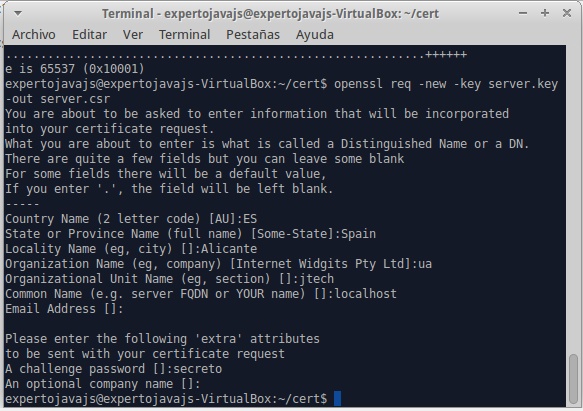 Terminal - expertojavajs@expertojavajs-VirtualBox: ~/cert
Archivo Editar Ver Terminal Pestañas Ayuda
...........................................................++++++
e is 65537 (0x10001)
expertojavajs@expertojavajs-VirtualBox:~/cert$ openssl req -new -key server.key
-out server.csr
You are about to be asked to enter information that will be incorporated
into your certificate request.
What you are about to enter is what is called a Distinguished Name or a DN.
There are quite a few fields but you can leave some blank
For some fields there will be a default value,
If you enter '.', the field will be left blank.
-----
Country Name (2 letter code) [AU]:ES
State or Province Name (full name) [Some-State]:Spain
Locality Name (eg, city) []:Alicante
Organization Name (eg, company) [Internet Widgits Pty Ltd]:ua
Organizational Unit Name (eg, section) []:jtech
Common Name (e.g. server FQDN or YOUR name) []:localhost
Email Address []:
Please enter the following 'extra' attributes
to be sent with your certificate request
A challenge password []:secreto
An optional company name []:
expertojavajs@expertojavajs-VirtualBox:~/cert$